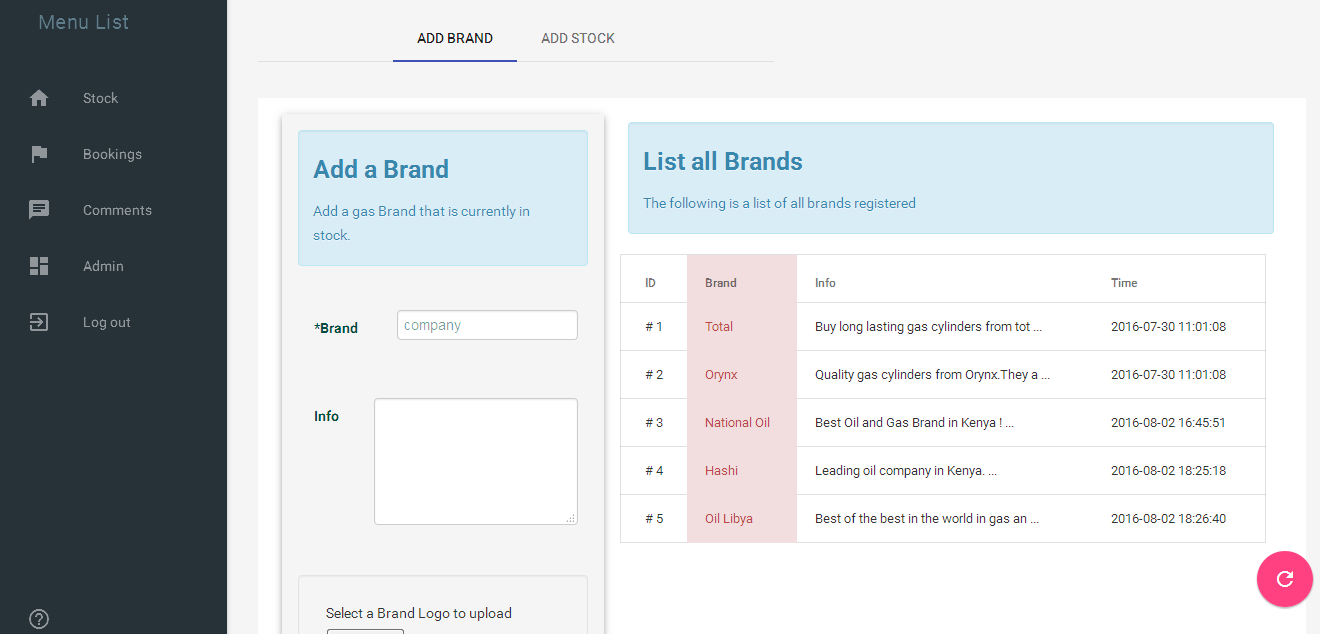 Menu List
Stock
Bookings
Comments
Admin
Log out
ADD BRAND ADD STOCK
Add a Brand
Add a gas Brand that is currently in
stock.
*Brand company
Info
Select a Brand Logo to upload
List all Brands
The following is a list of all brands registered
ID Brand Info Time
# 1 Total Buy long lasting gas cylinders from tot ... 2016-07-30 11:01:08
# 2 Orynx Quality gas cylinders from Orynx.They a ... 2016-07-30 11:01:08
# 3 National Oil Best Oil and Gas Brand in Kenya ! ... 2016-08-02 16:45:51
# 4 Hashi Leading oil company in Kenya. ... 2016-08-02 18:25:18
# 5 Oil Libya Best of the best in the world in gas an ... 2016-08-02 18:26:40